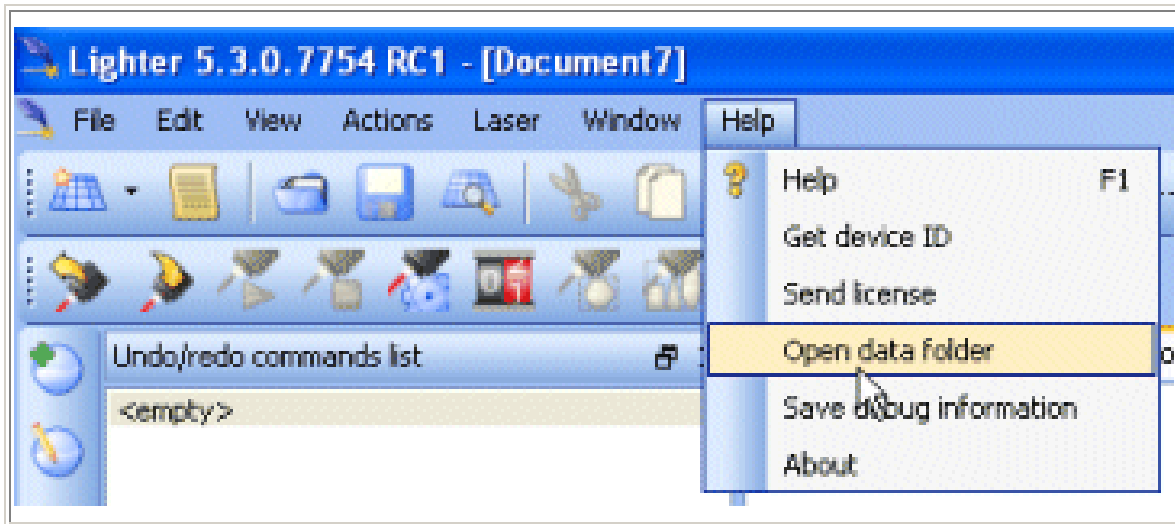 Lighter 5.3.0.7754 RC1 - [Document7]
File Edit View Actions Laser Window Help
Help F1
Get device ID
Send license
Open data folder
Save debug information
About
Undo/redo commands list
<empty>